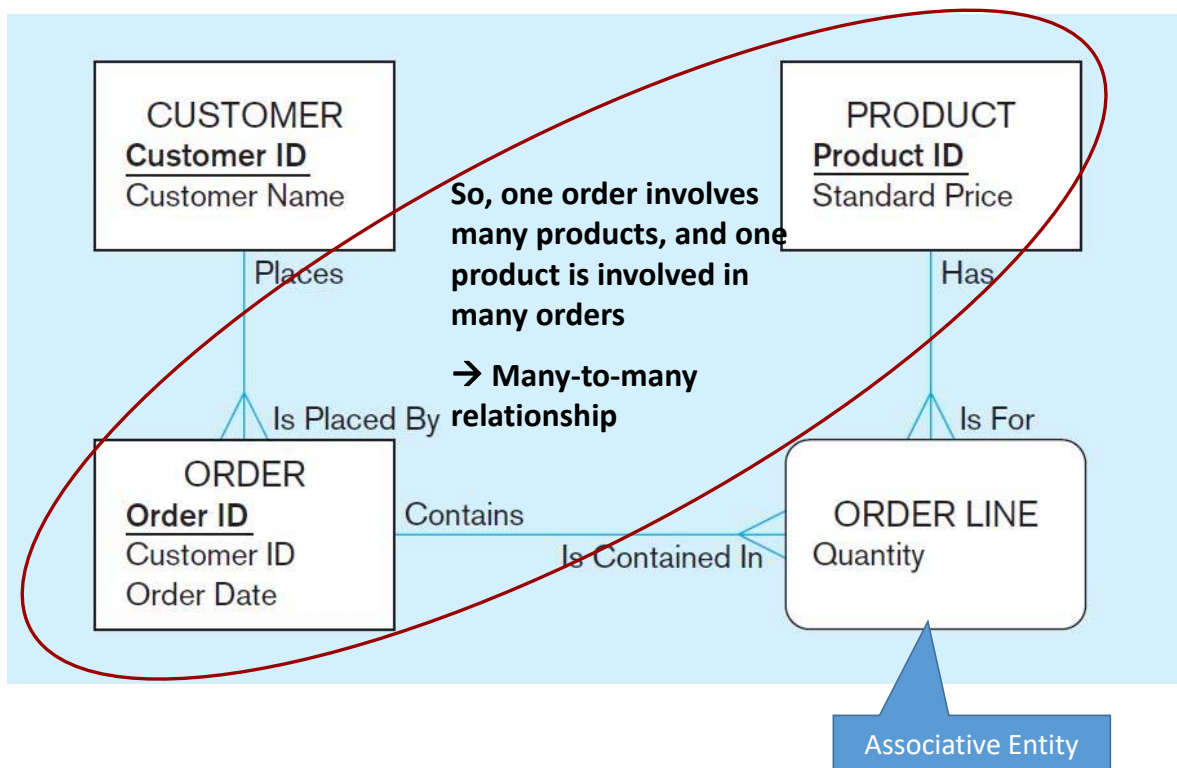 CUSTOMER
Customer ID
Customer Name
PRODUCT
Product ID
Standard Price
So, one order involves
many products, and one
product is involved in
many orders
→ Many-to-many
relationship
Places
Has
Is Placed By
Is For
ORDER
Order ID
Customer ID
Order Date
Contains
Is Contained In
ORDER LINE
Quantity
Associative Entity